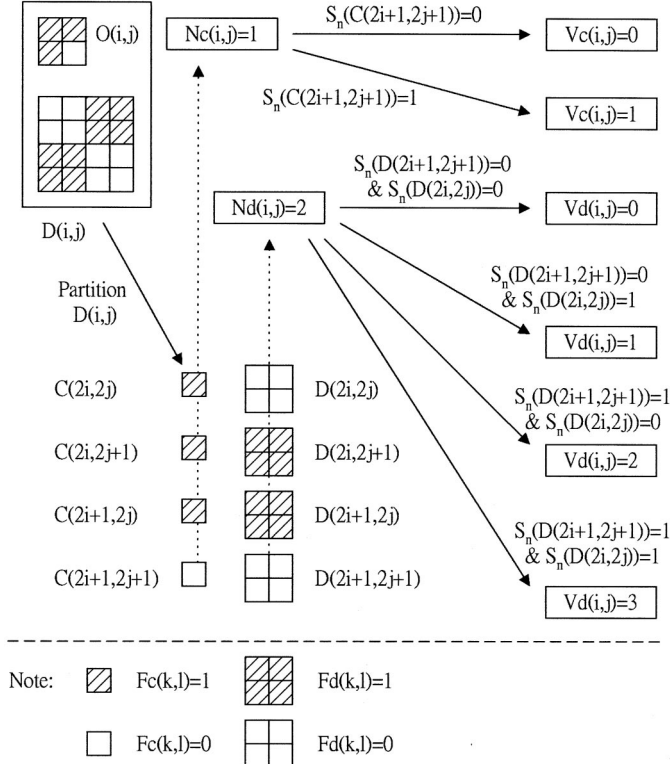 O(i,j)
D(i,j)
Nc(i,j)=1
Sₙ(C(2i+1,2j+1))=0
Vc(i,j)=0
Sₙ(C(2i+1,2j+1))=1
Vc(i,j)=1
Nd(i,j)=2
Sₙ(D(2i+1,2j+1))=0
& Sₙ(D(2i,2j))=0
Vd(i,j)=0
Sₙ(D(2i+1,2j+1))=0
& Sₙ(D(2i,2j))=1
Vd(i,j)=1
Sₙ(D(2i+1,2j+1))=1
& Sₙ(D(2i,2j))=0
Vd(i,j)=2
Sₙ(D(2i+1,2j+1))=1
& Sₙ(D(2i,2j))=1
Vd(i,j)=3
Partition
D(i,j)
C(2i,2j)
D(2i,2j)
C(2i,2j+1)
D(2i,2j+1)
C(2i+1,2j)
D(2i+1,2j)
C(2i+1,2j+1)
D(2i+1,2j+1)
Note:
Fc(k,l)=1
Fd(k,l)=1
Fc(k,l)=0
Fd(k,l)=0